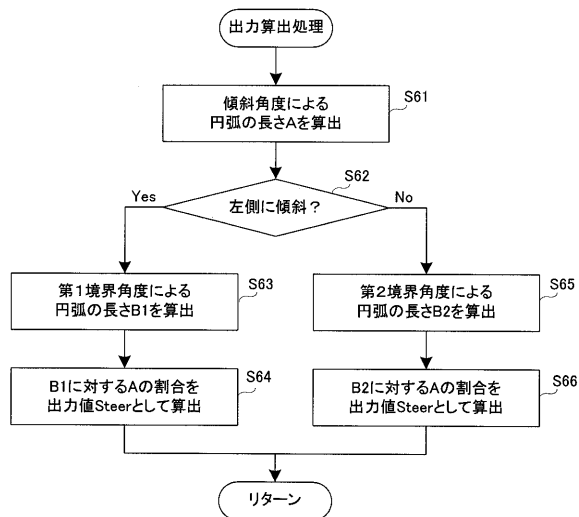 出力算出処理
S61
傾斜角度による
円弧の長さAを算出
S62
Yes
左側に傾斜？
No
S63
第1境界角度による
円弧の長さB1を算出
S65
第2境界角度による
円弧の長さB2を算出
S64
B1に対するAの割合を
出力値Steerとして算出
S66
B2に対するAの割合を
出力値Steerとして算出
リターン